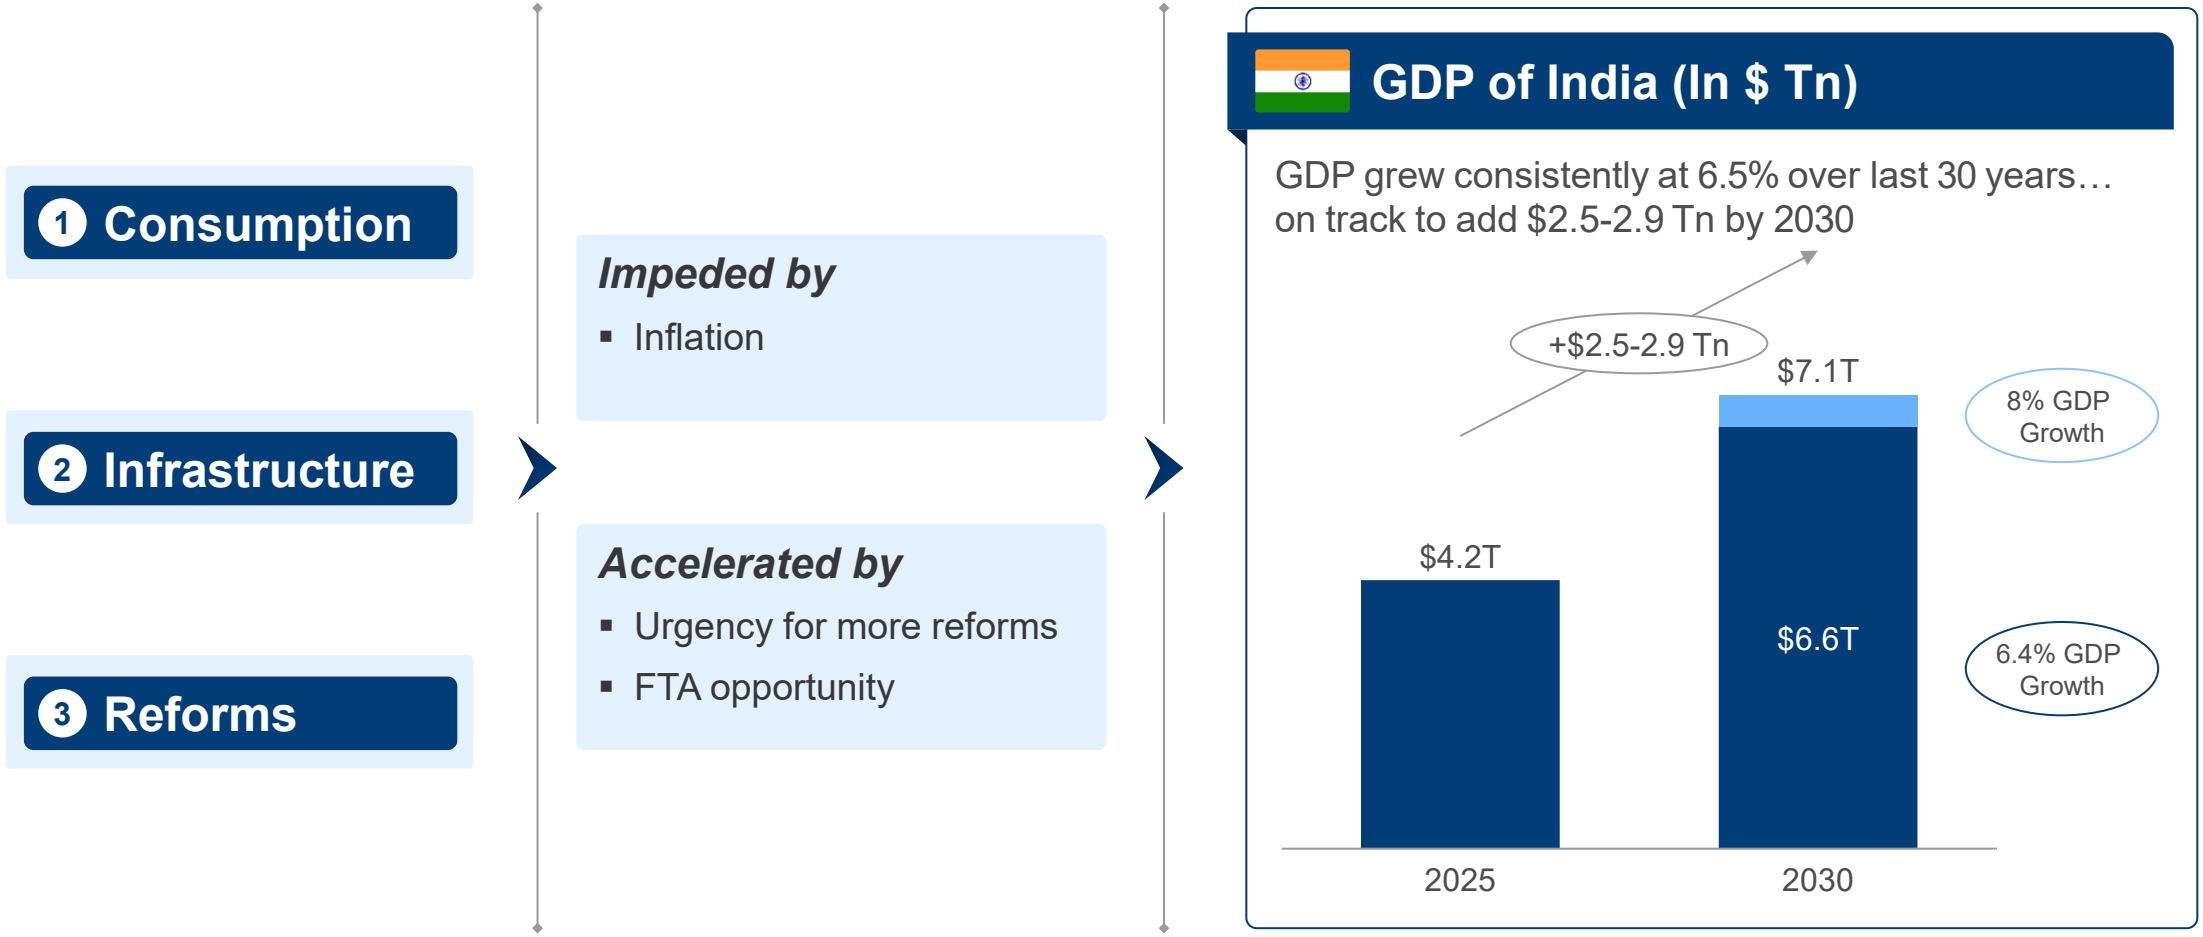 1 Consumption
2 Infrastructure
3 Reforms
Impeded by
▪ Inflation
Accelerated by
▪ Urgency for more reforms
▪ FTA opportunity
GDP of India (In $ Tn)
GDP grew consistently at 6.5% over last 30 years…
on track to add $2.5-2.9 Tn by 2030
+$2.5-2.9 Tn
$7.1T
8% GDP
Growth
$4.2T
$6.6T
6.4% GDP
Growth
2025
2030